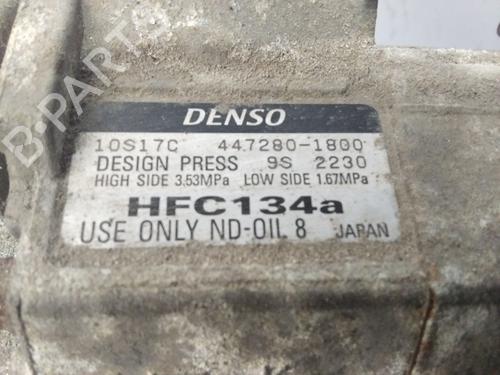 DENSO
10S17C 447280-1800
DESIGN PRESS 9S 2230
HIGH SIDE 3.53MPa LOW SIDE 1.67MPa
HFC134a
USE ONLY ND-OIL 8 JAPAN
B-PARTS